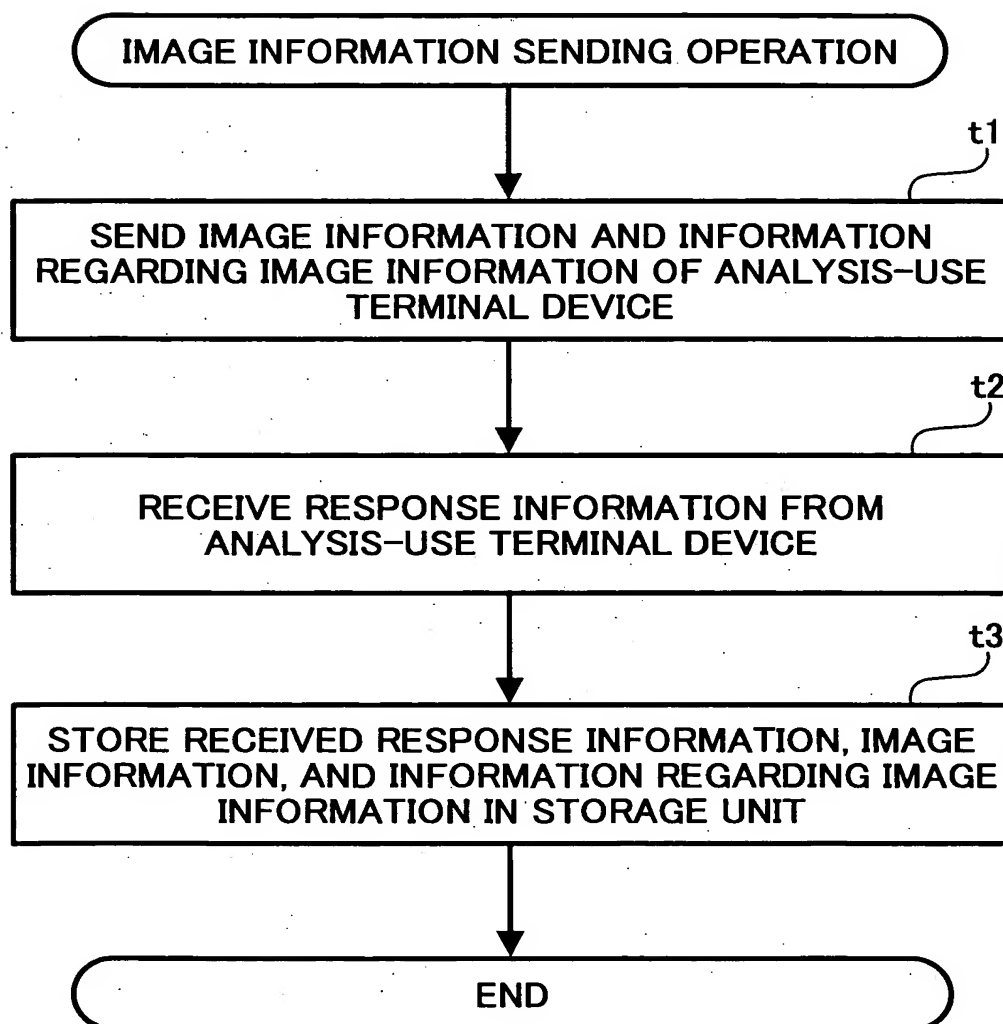 IMAGE INFORMATION SENDING OPERATION
t1
SEND IMAGE INFORMATION AND INFORMATION
REGARDING IMAGE INFORMATION OF ANALYSIS-USE
TERMINAL DEVICE
t2
RECEIVE RESPONSE INFORMATION FROM
ANALYSIS-USE TERMINAL DEVICE
t3
STORE RECEIVED RESPONSE INFORMATION, IMAGE
INFORMATION, AND INFORMATION REGARDING IMAGE
INFORMATION IN STORAGE UNIT
END